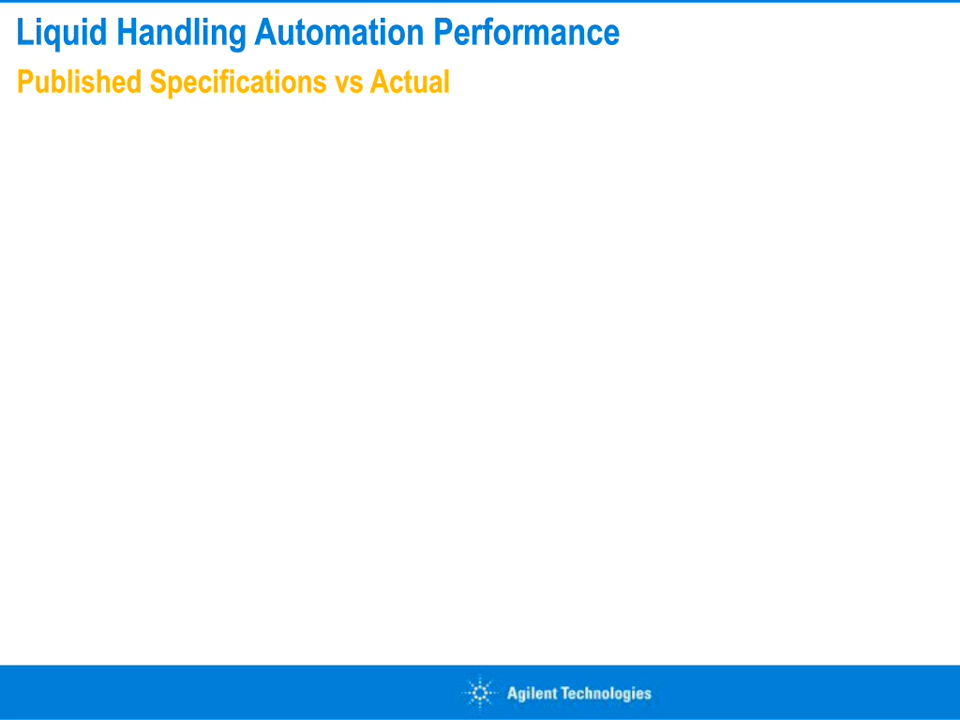 Liquid Handling Automation Performance
Published Specifications vs Actual
Agilent Technologies